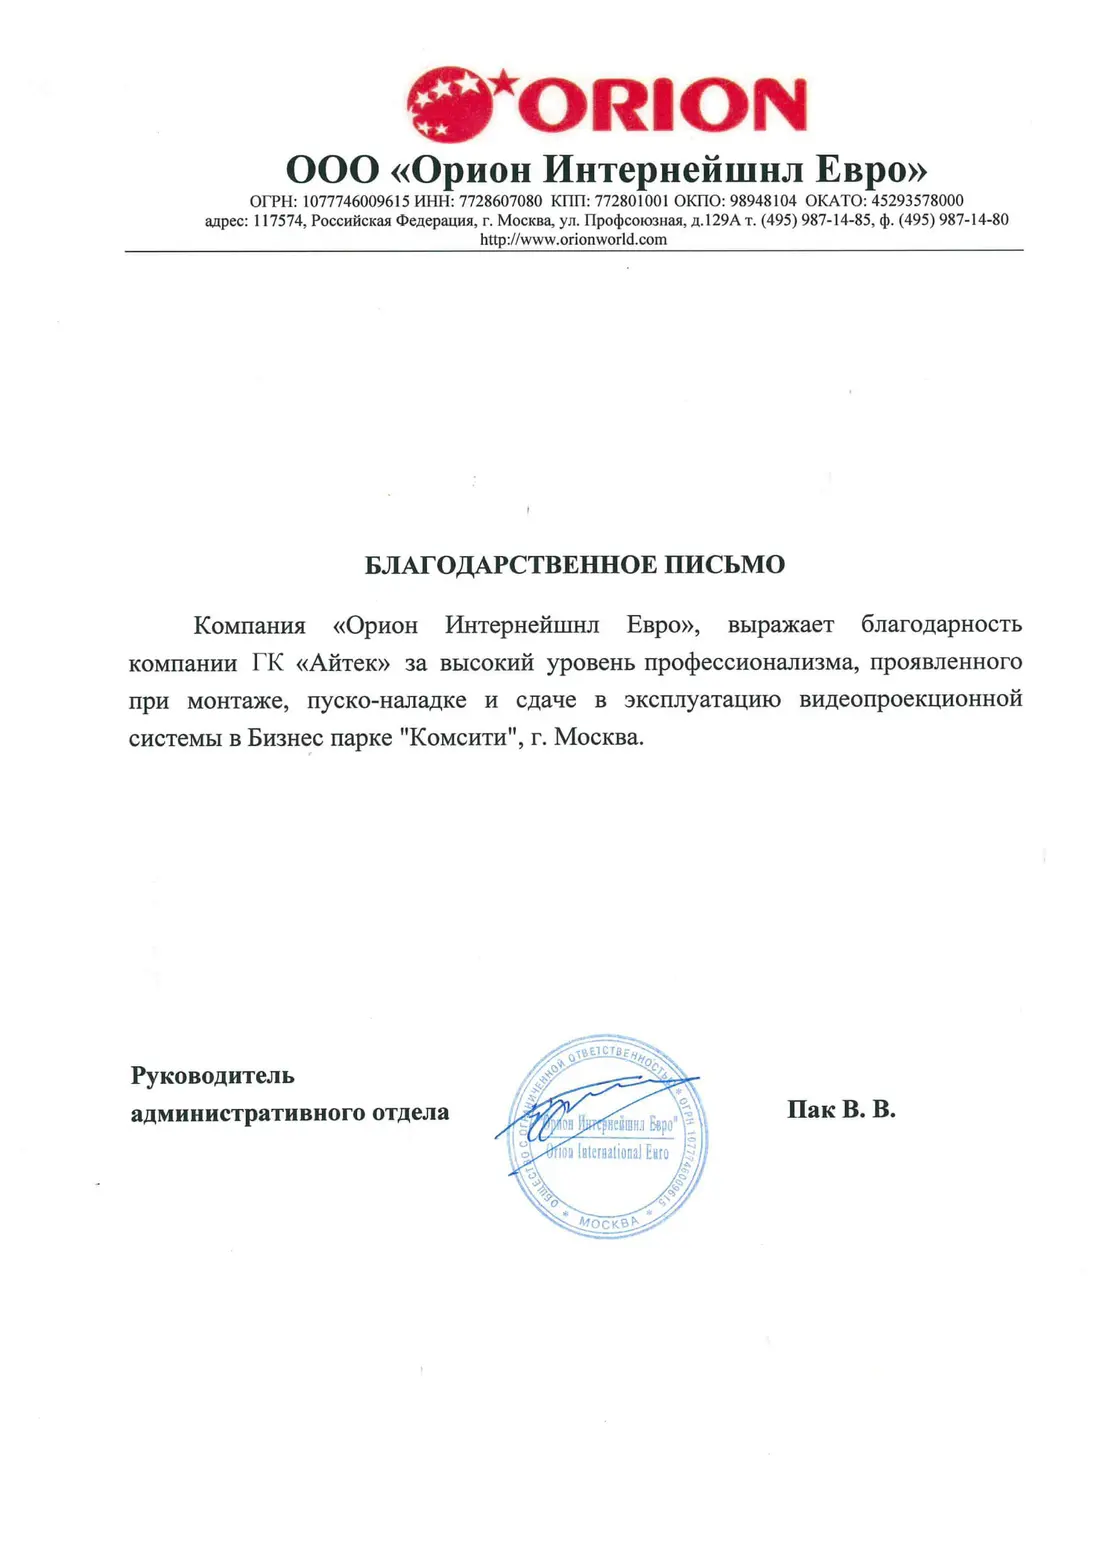 ORION
ООО «Орион Интернейшнл Евро»
ОГРН: 1077746009615 ИНН: 7728607080 КПП: 772801001 ОКПО: 98948104 ОКАТО: 45293578000
адрес: 117574, Российская Федерация, г. Москва, ул. Профсоюзная, д.129А т. (495) 987-14-85, ф. (495) 987-14-80
http://www.orionworld.com
БЛАГОДАРСТВЕННОЕ ПИСЬМО
Компания «Орион Интернейшнл Евро», выражает благодарность
компании ГК «Айтек» за высокий уровень профессионализма, проявленного
при монтаже, пуско-наладке и сдаче в эксплуатацию видеопроекционной
системы в Бизнес парке "Комсити", г. Москва.
Руководитель
административного отдела
Пак В. В.
ОБЩЕСТВО С ОГРАНИЧЕННОЙ ОТВЕТСТВЕННОСТЬЮ * ОГРН 1077746009615
* МОСКВА *
"Орион Интернейшнл Евро"
Orion International Euro